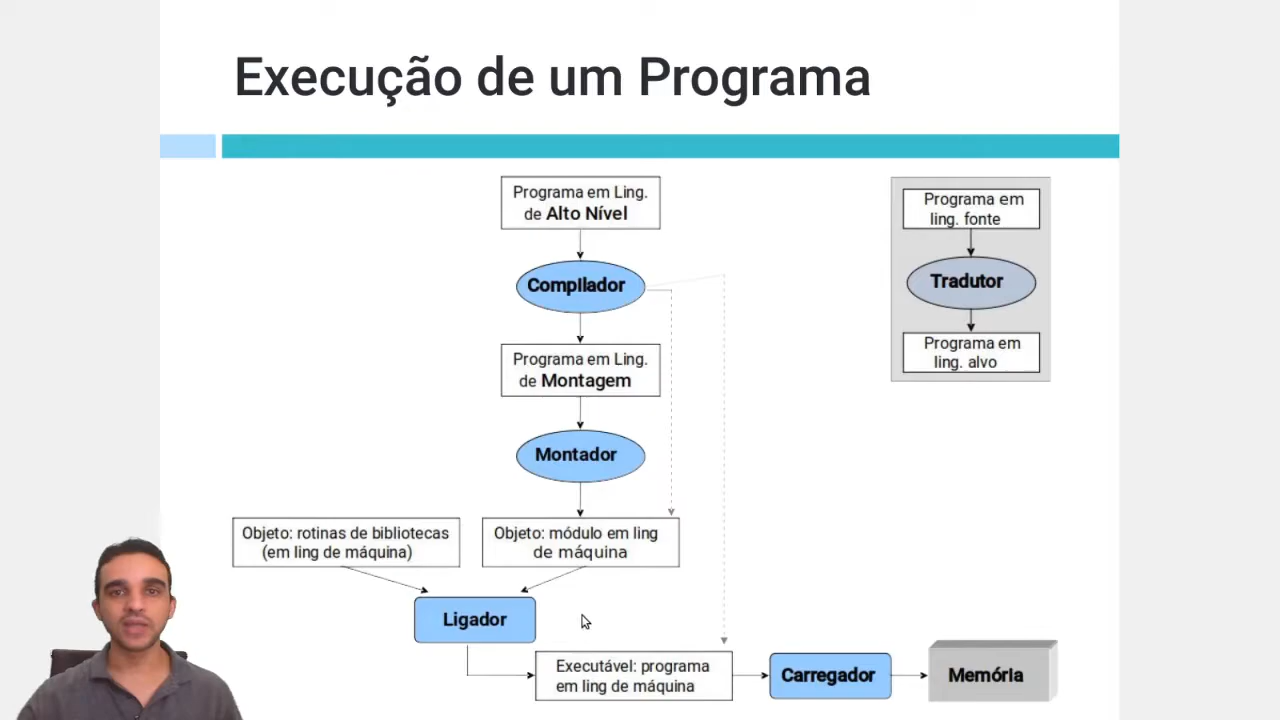 Execução de um Programa
Programa em Ling.
de Alto Nível
Compilador
Programa em Ling.
de Montagem
Montador
Objeto: rotinas de bibliotecas
(em ling de máquina)
Objeto: módulo em ling
de máquina
Ligador
Executável: programa
em ling de máquina
Carregador
Memória
Programa em
ling. fonte
Tradutor
Programa em
ling. alvo